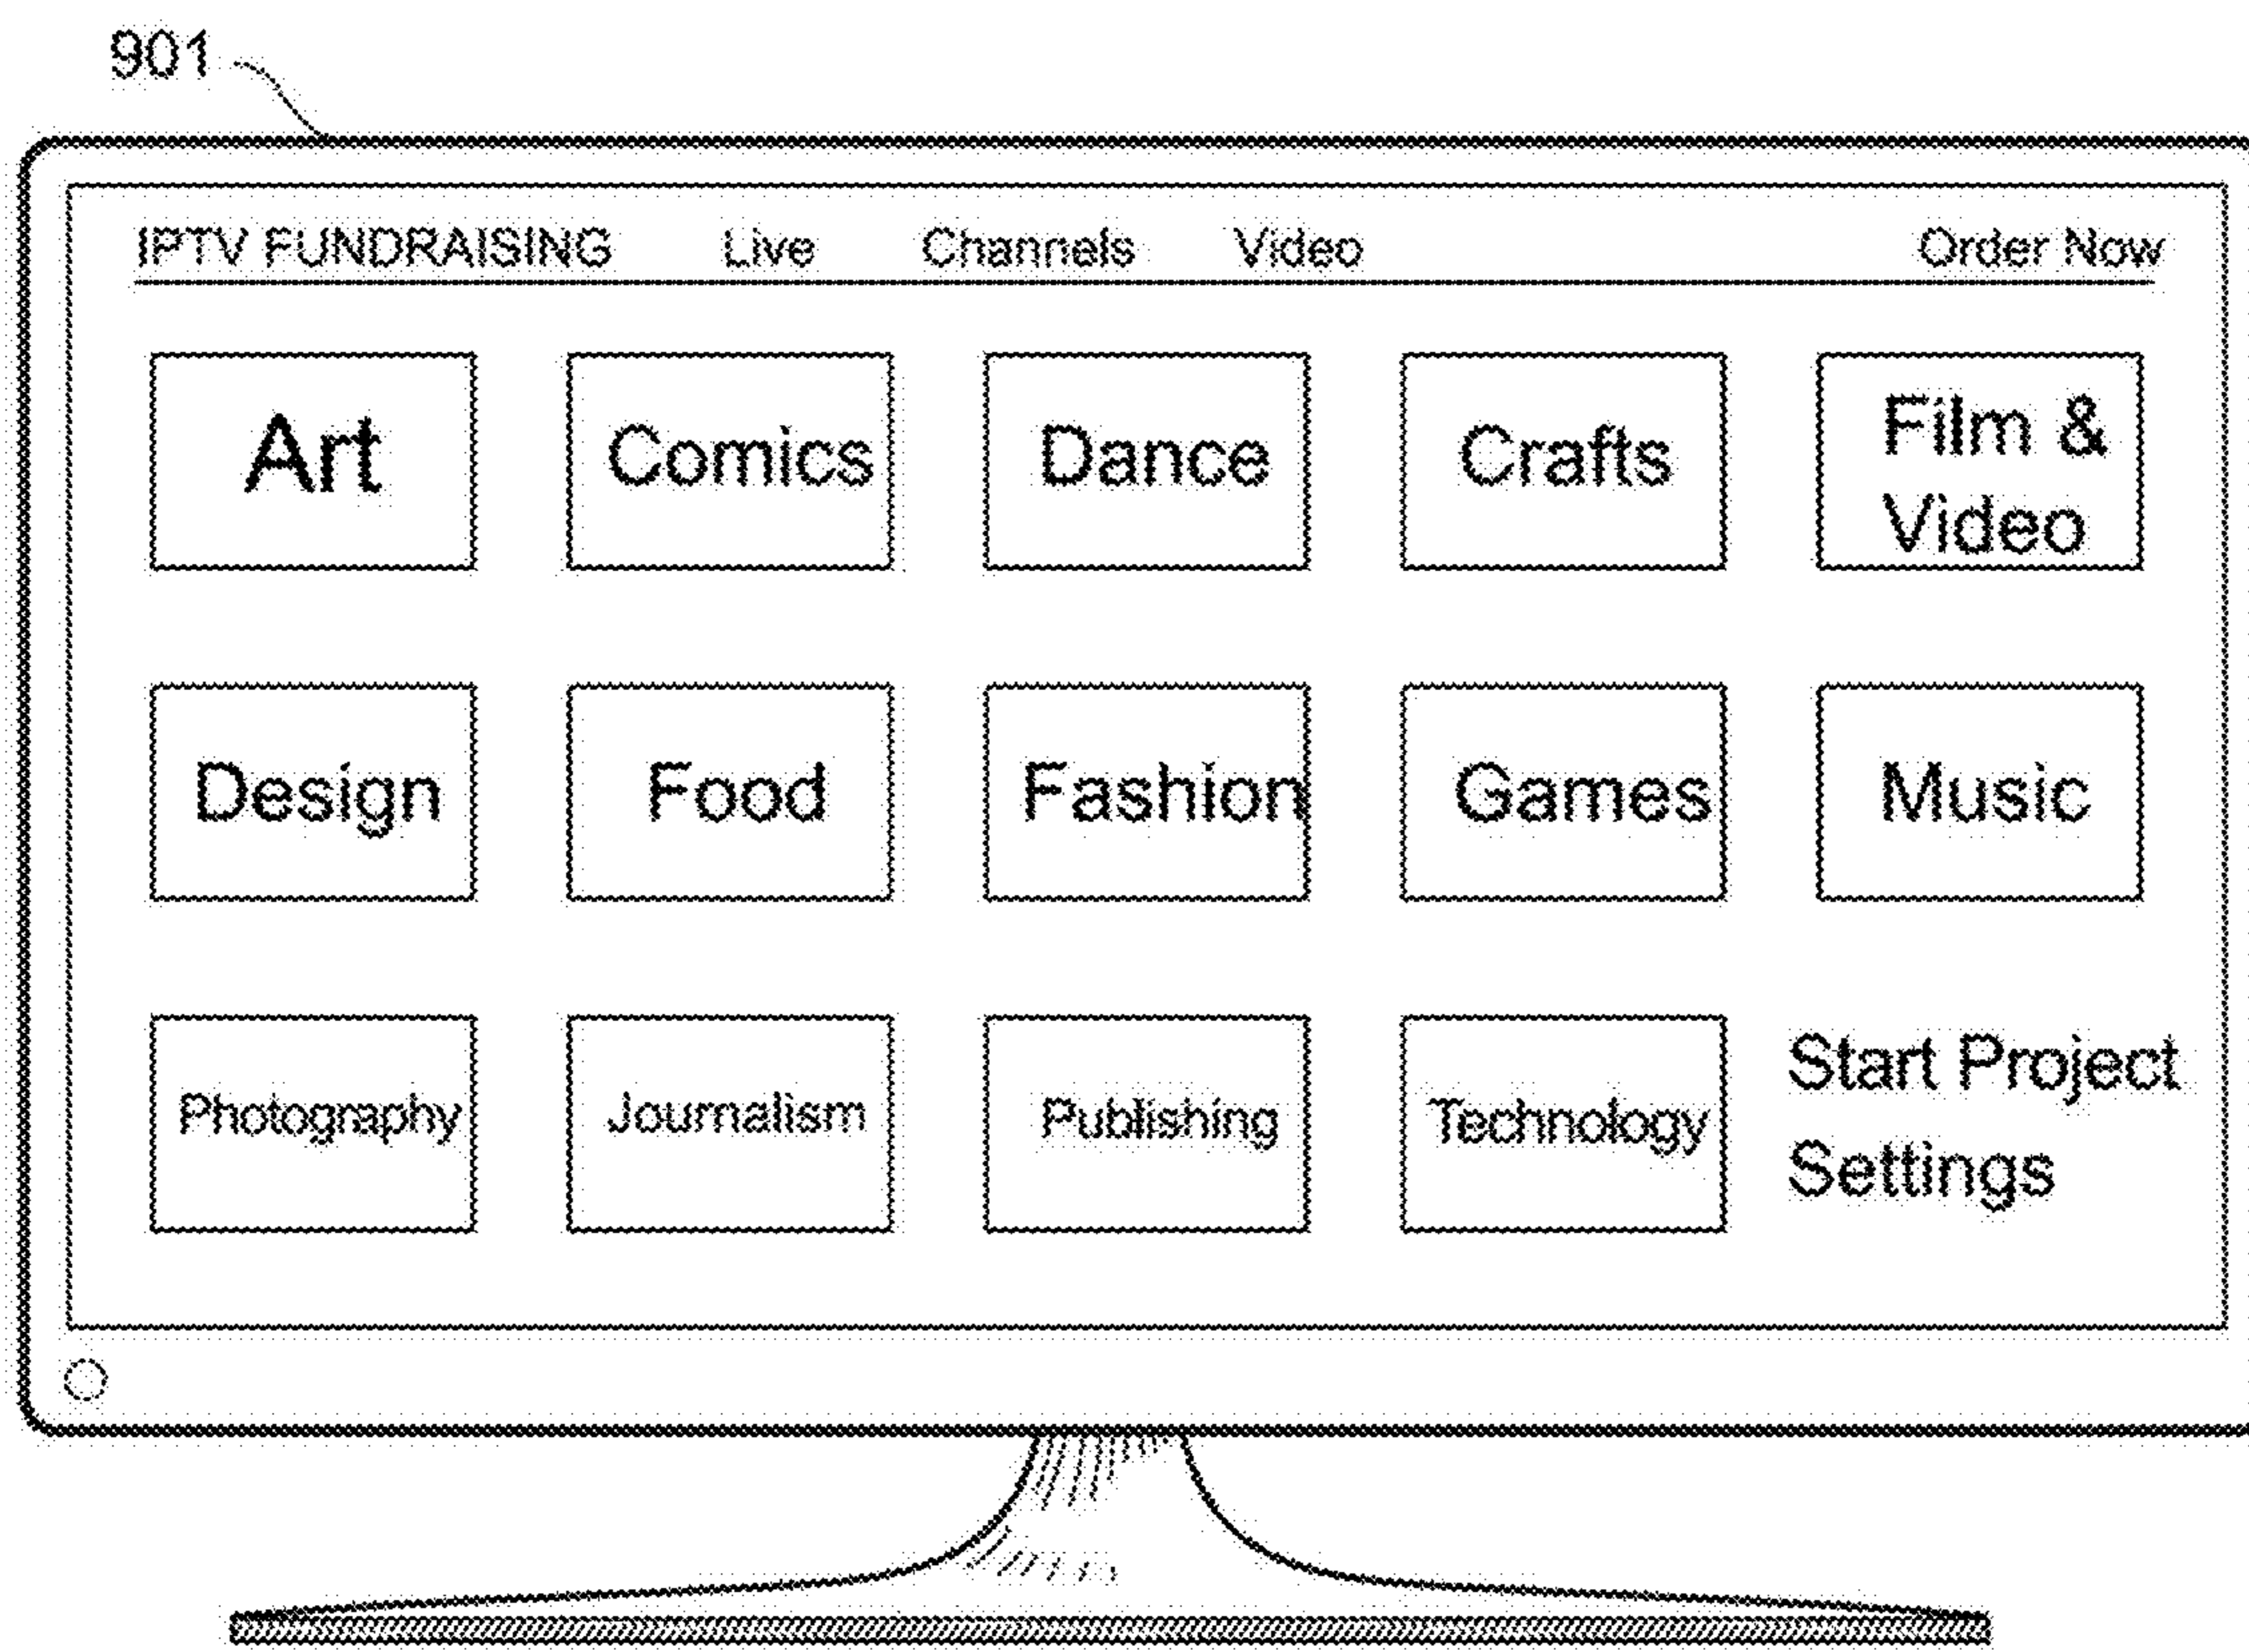 901
IPTV FUNDRAISING Live Channels Video Order Now
Art Comics Dance Crafts Film &
Video
Design Food Fashion Games Music
Photography Journalism Publishing Technology Start Project
Settings